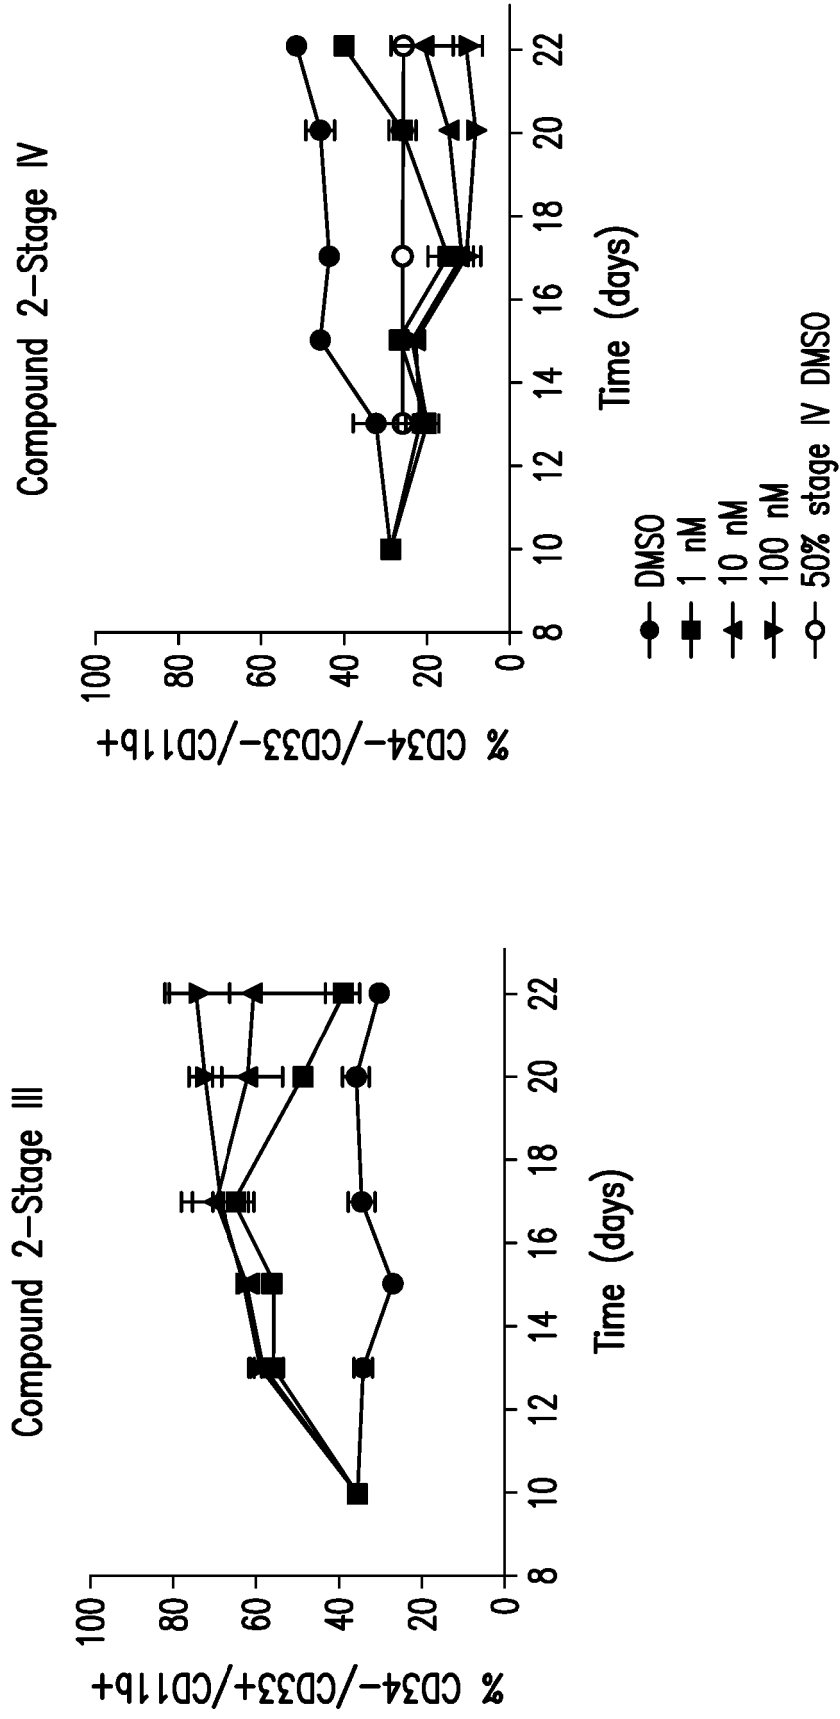 Compound 2-Stage III
% CD34-/CD33+/CD11b+
100
80
60
40
20
0
8
10
12
14
16
18
20
22
Time (days)
Compound 2-Stage IV
% CD34-/CD33-/CD11b+
100
80
60
40
20
0
8
10
12
14
16
18
20
22
Time (days)
DMSO
1 nM
10 nM
100 nM
50% stage IV DMSO